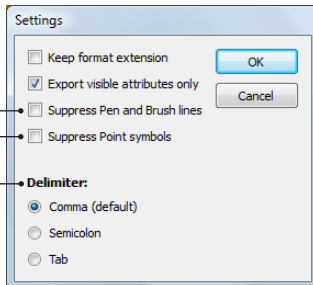 Settings
Keep format extension
OK
Export visible attributes only
Cancel
Suppress Pen and Brush lines
Suppress Point symbols
Delimiter:
Comma (default)
Semicolon
Tab